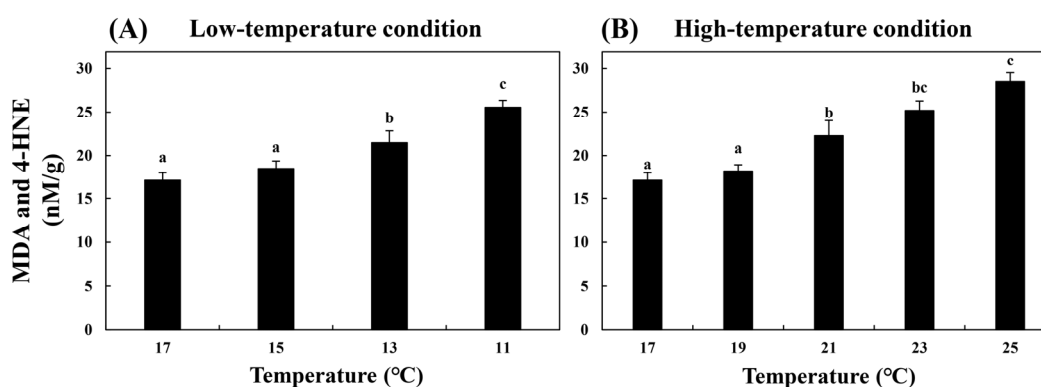 (A) Low-temperature condition
MDA and 4-HNE
(nM/g)
30
25
20
15
10
5
0
a
a
b
c
17 15 13 11
Temperature (°C)
(B) High-temperature condition
30
25
20
15
10
5
0
a
a
b
bc
c
17 19 21 23 25
Temperature (°C)